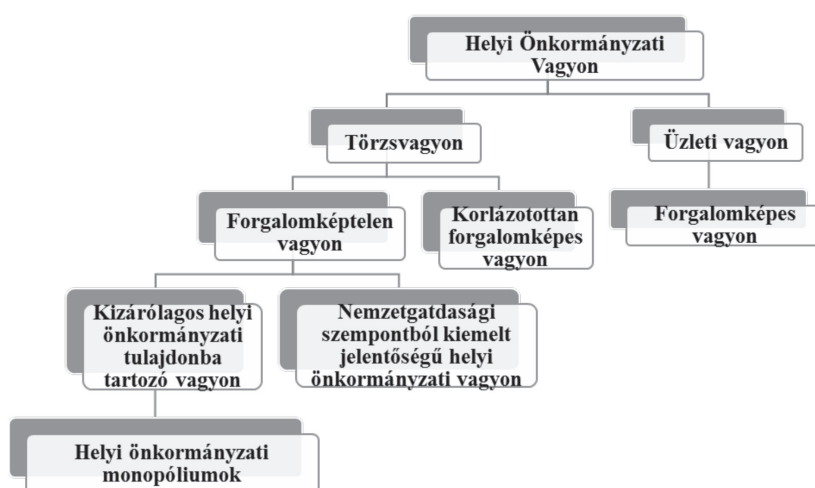 Helyi Önkormányzati
Vagyon
Törzsvagyon
Üzleti vagyon
Forgalomképtelen
vagyon
Korlázotottan
forgalomképes
vagyon
Forgalomképes
vagyon
Kizárólagos helyi
önkormányzati
tulajdonba
tartozó vagyon
Nemzetgatdasági
szempontból kiemelt
jelentőségű helyi
önkormányzati vagyon
Helyi önkormányzati
monopóliumok